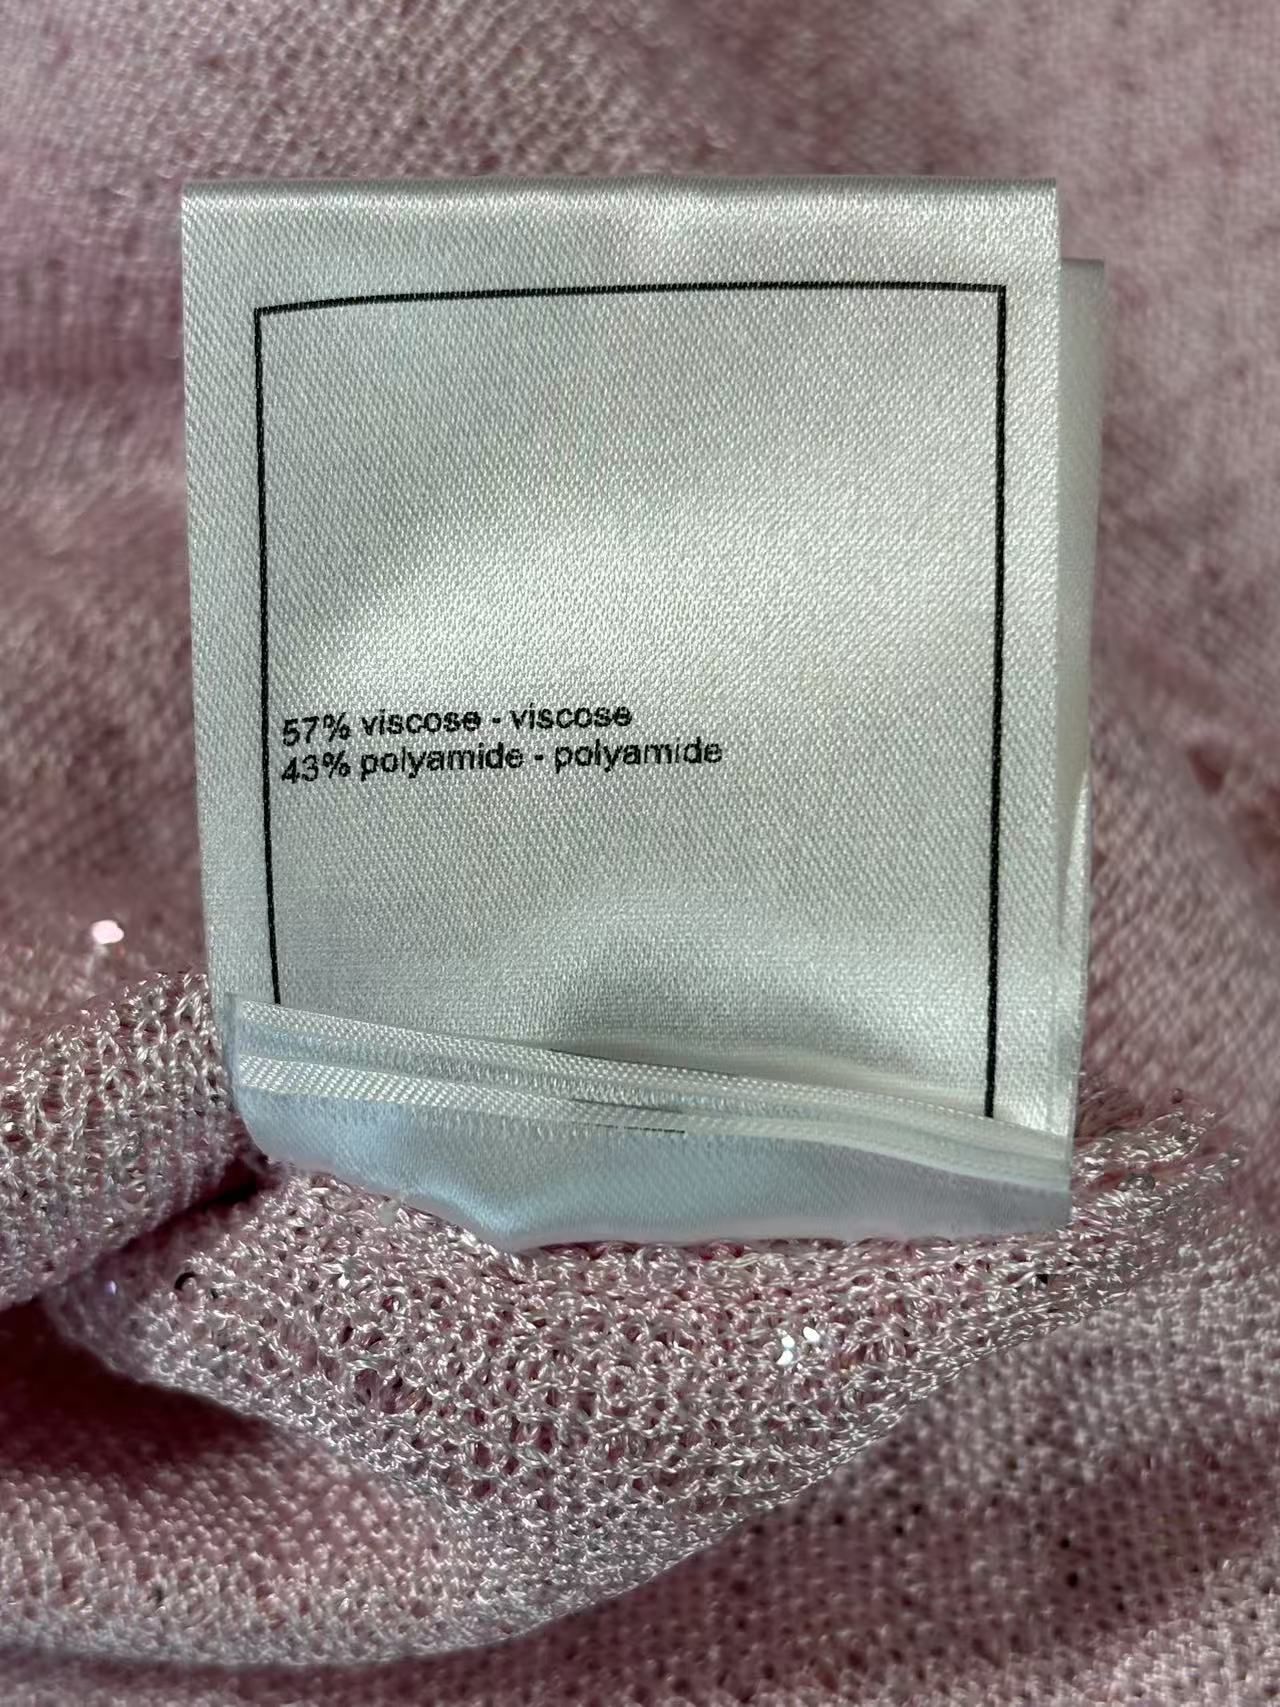 57% viscose - viscose
43% polyamide - polyamide